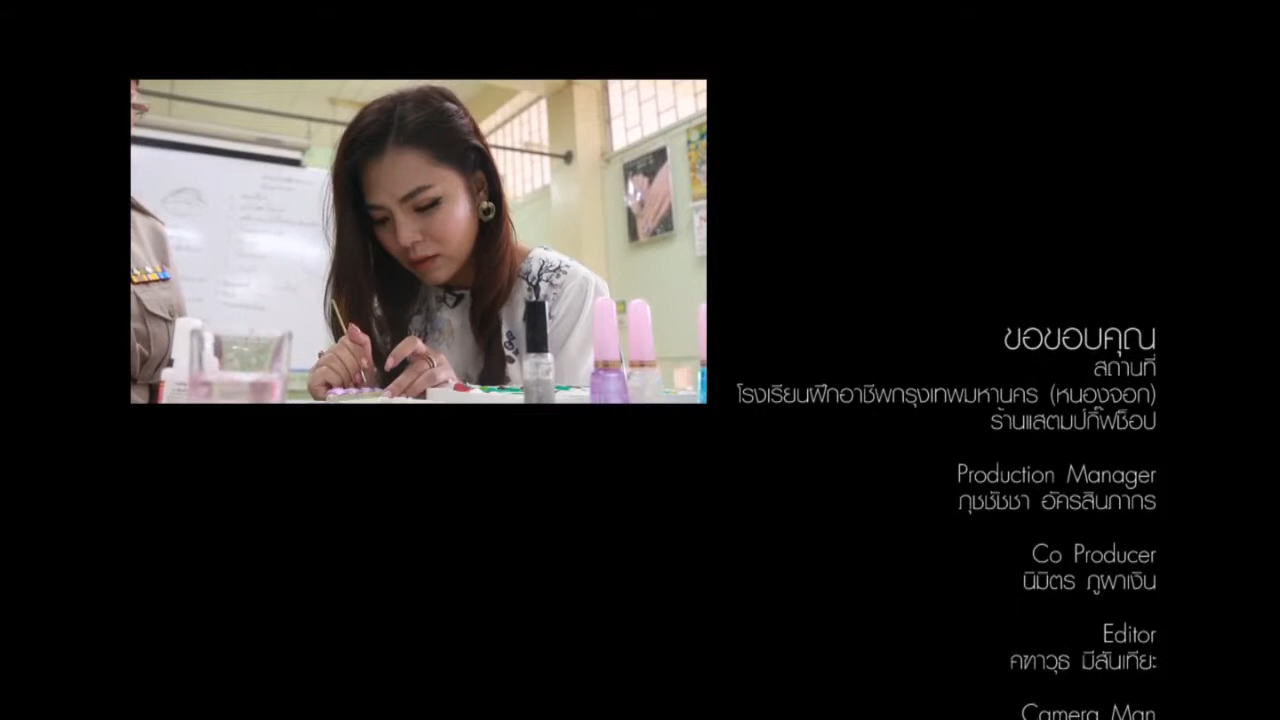 ขอขอบคุณ
สถานที่
โรงเรียนฝึกอาชีพกรุงเทพมหานคร (หนองจอก)
ร้านแสตมป์กิ๊ฟช็อป
Production Manager
ภุชชัชชา อัครสินภากร
Co Producer
นิมิตร ภูผาเงิน
Editor
คฑาวุธ มีสันเทียะ
Camera Man